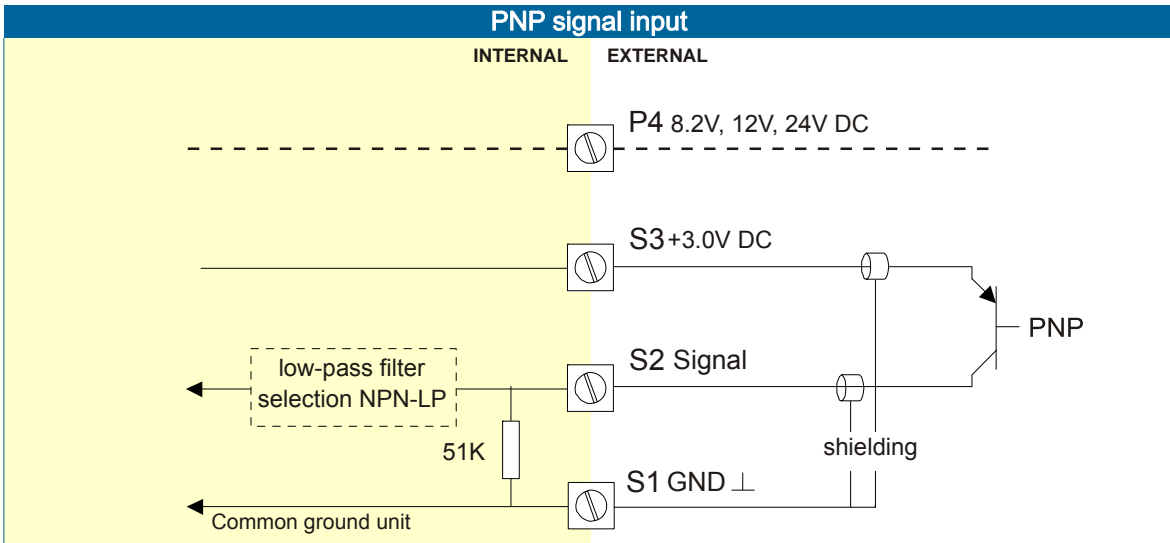 PNP signal input
INTERNAL EXTERNAL
P4 8.2V, 12V, 24V DC
S3 +3.0V DC
PNP
S2 Signal
low-pass filter
selection NPN-LP
shielding
51K
S1 GND ⊥
Common ground unit